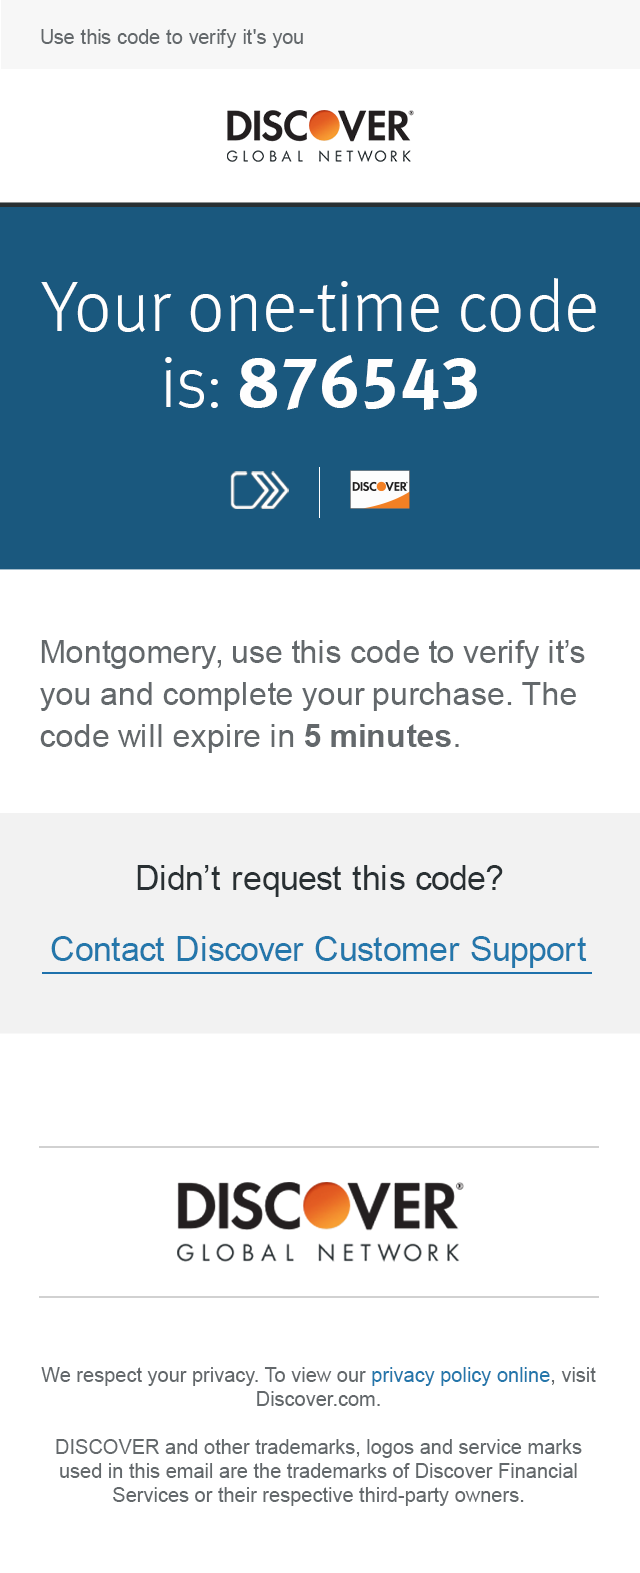 Use this code to verify it's you
DISCOVER®
GLOBAL NETWORK
Your one-time code
is: 876543
DISCOVER
Montgomery, use this code to verify it’s
you and complete your purchase. The
code will expire in 5 minutes.
Didn’t request this code?
Contact Discover Customer Support
DISCOVER®
GLOBAL NETWORK
We respect your privacy. To view our privacy policy online, visit
Discover.com.
DISCOVER and other trademarks, logos and service marks
used in this email are the trademarks of Discover Financial
Services or their respective third-party owners.